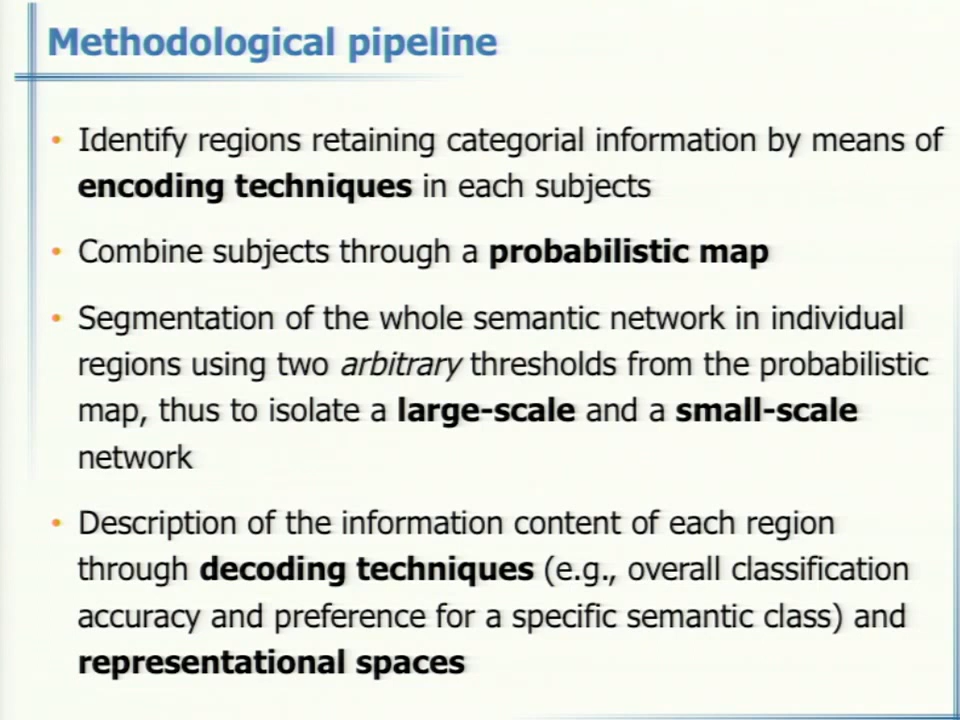 Methodological pipeline
• Identify regions retaining categorial information by means of
encoding techniques in each subjects
• Combine subjects through a probabilistic map
• Segmentation of the whole semantic network in individual
regions using two arbitrary thresholds from the probabilistic
map, thus to isolate a large-scale and a small-scale
network
• Description of the information content of each region
through decoding techniques (e.g., overall classification
accuracy and preference for a specific semantic class) and
representational spaces